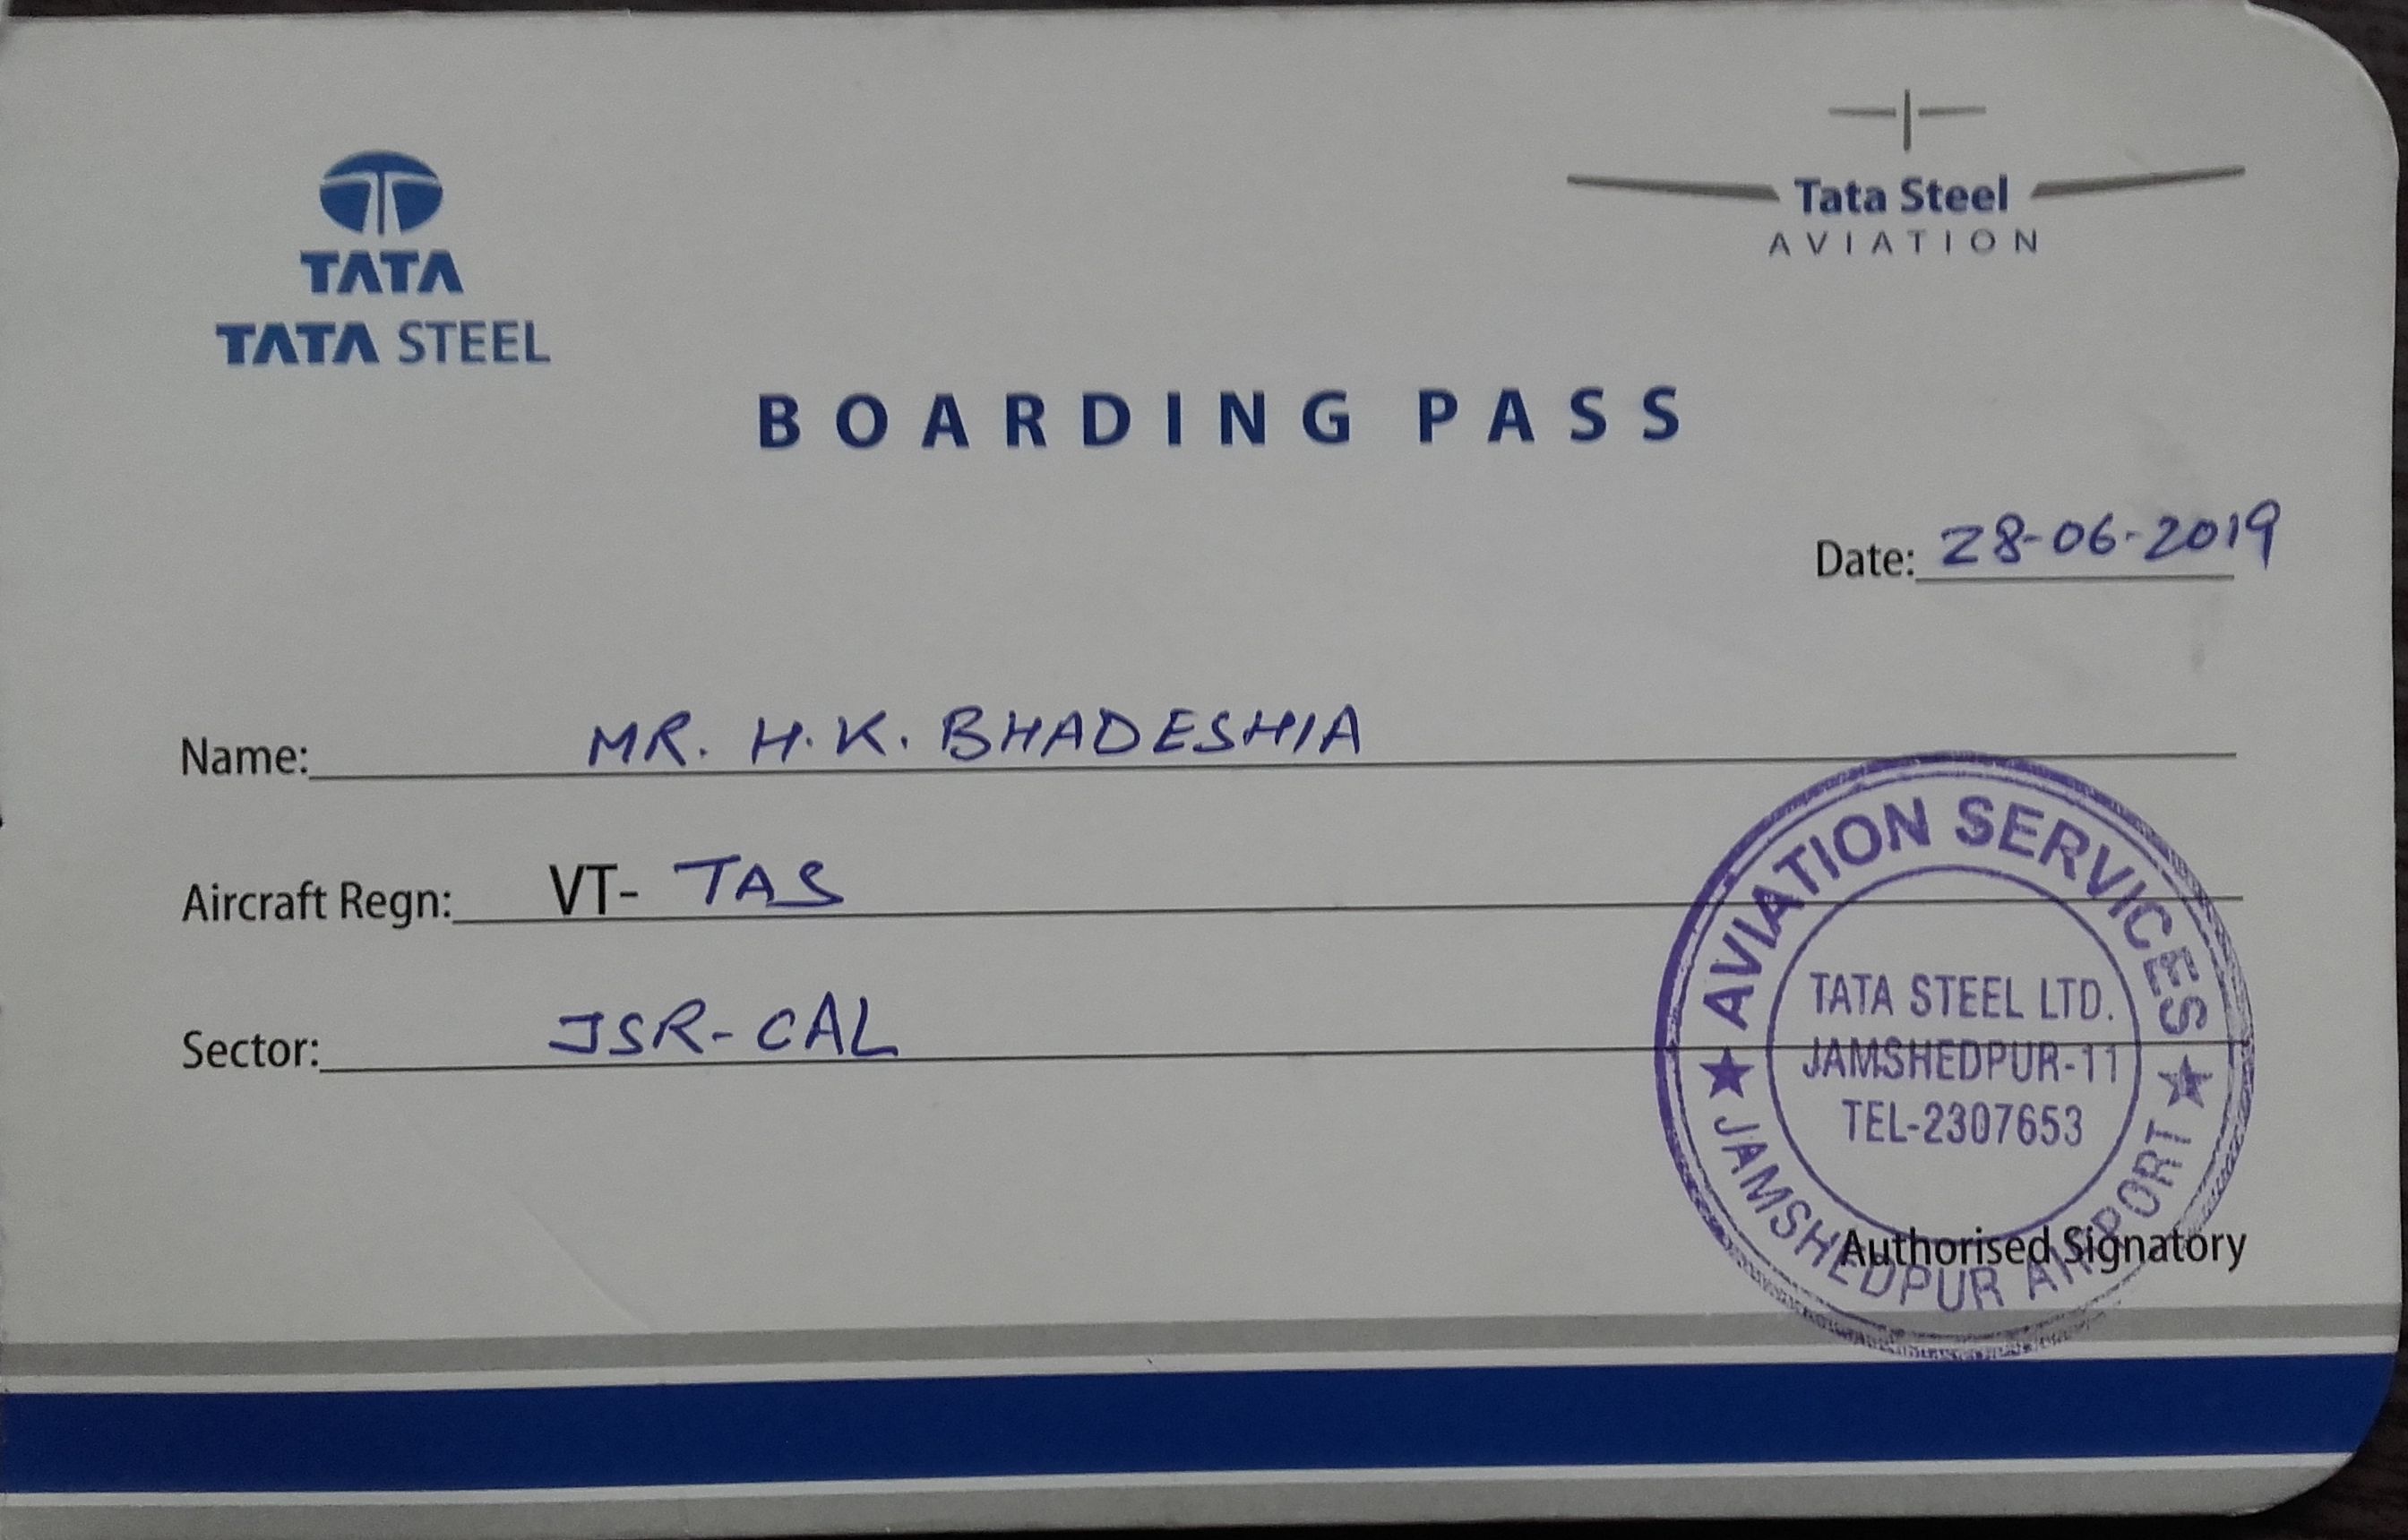 TATA
TATA STEEL
Tata Steel
AVIATION
BOARDING PASS
Date: 28-06-2019
Name: MR. H.K. BHADESHIA
Aircraft Regn: VT- TAS
Sector: JSR-CAL
AVIATION SERVICES
TATA STEEL LTD.
JAMSHEDPUR-11
TEL-2307653
JAMSHEDPUR AIRPORT
Authorised Signatory